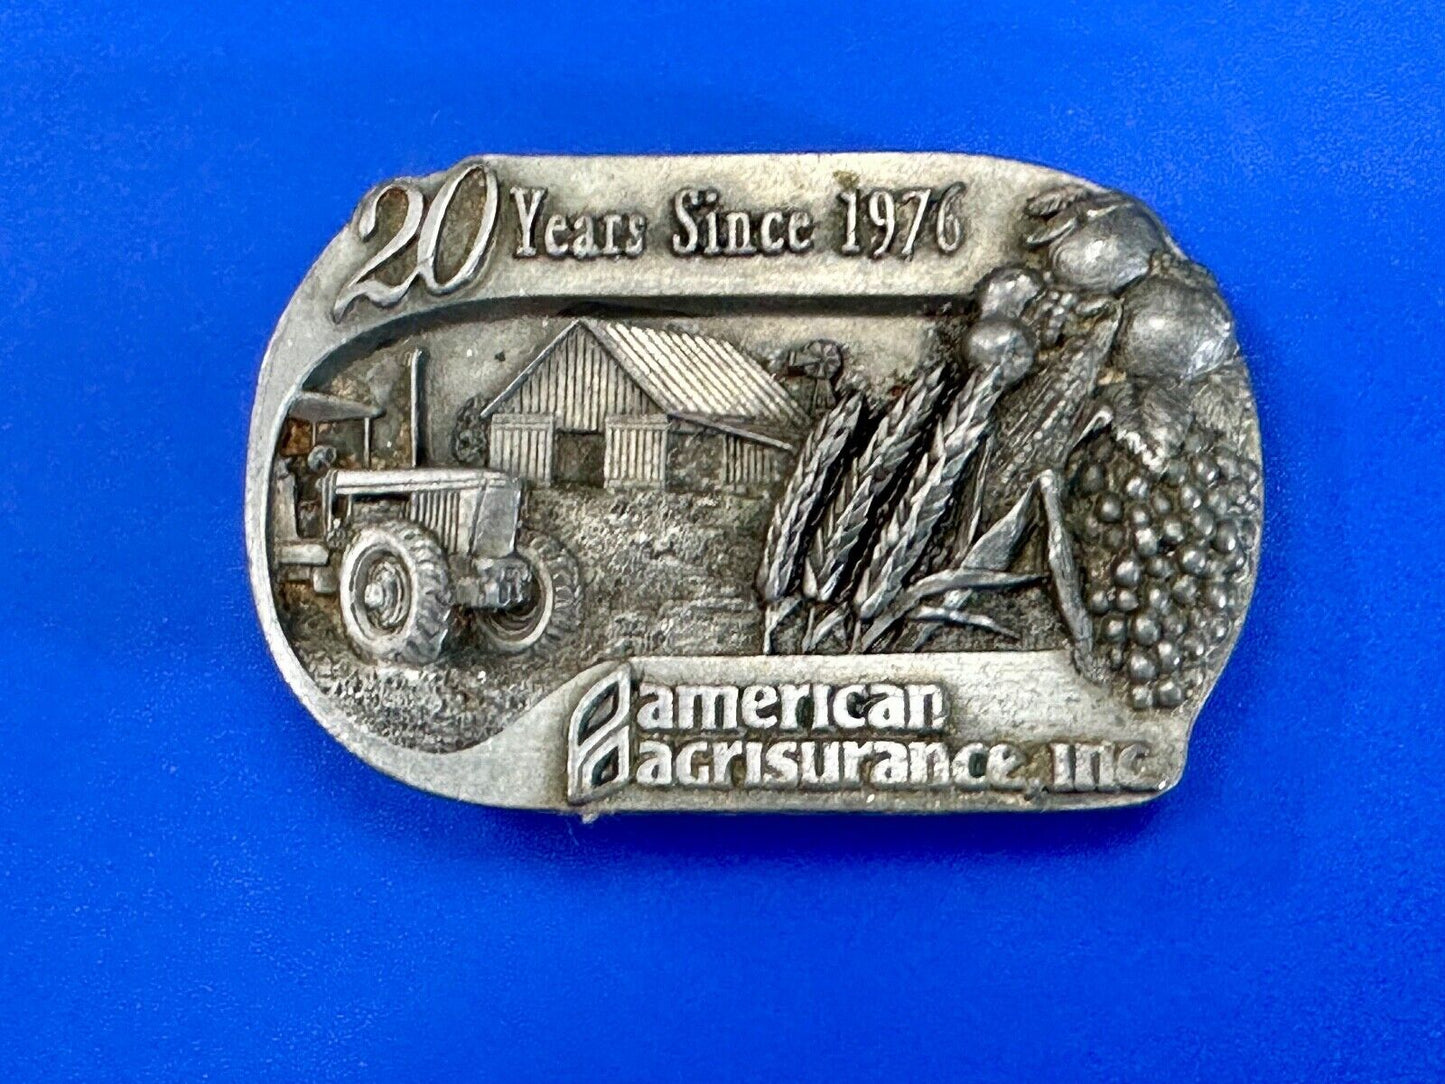 20 Years Since 1976
american
agrisurance, inc.